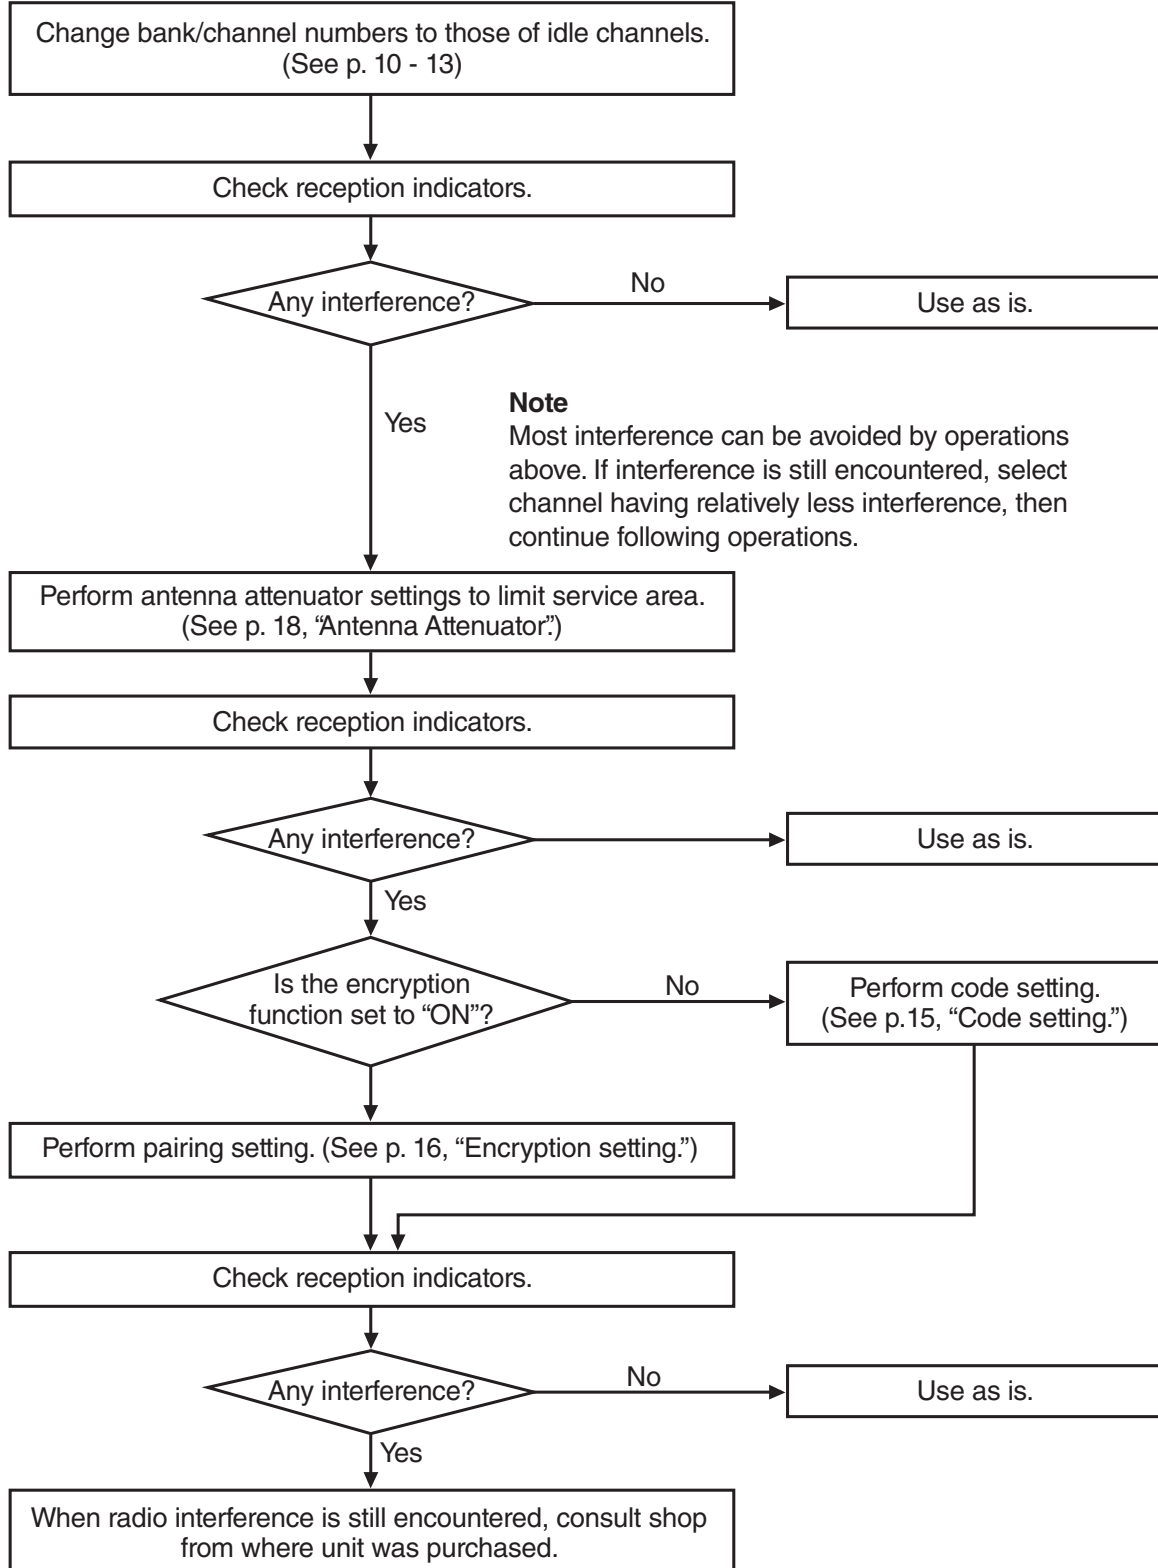 Change bank/channel numbers to those of idle channels.
(See p. 10 - 13)
Check reception indicators.
Any interference?
No
Use as is.
Yes
Note
Most interference can be avoided by operations
above. If interference is still encountered, select
channel having relatively less interference, then
continue following operations.
Perform antenna attenuator settings to limit service area.
(See p. 18, “Antenna Attenuator.”)
Check reception indicators.
Any interference?
Use as is.
Yes
Is the encryption
function set to “ON”?
No
Perform code setting.
(See p.15, “Code setting.”)
Perform pairing setting. (See p. 16, “Encryption setting.”)
Check reception indicators.
Any interference?
No
Use as is.
Yes
When radio interference is still encountered, consult shop
from where unit was purchased.